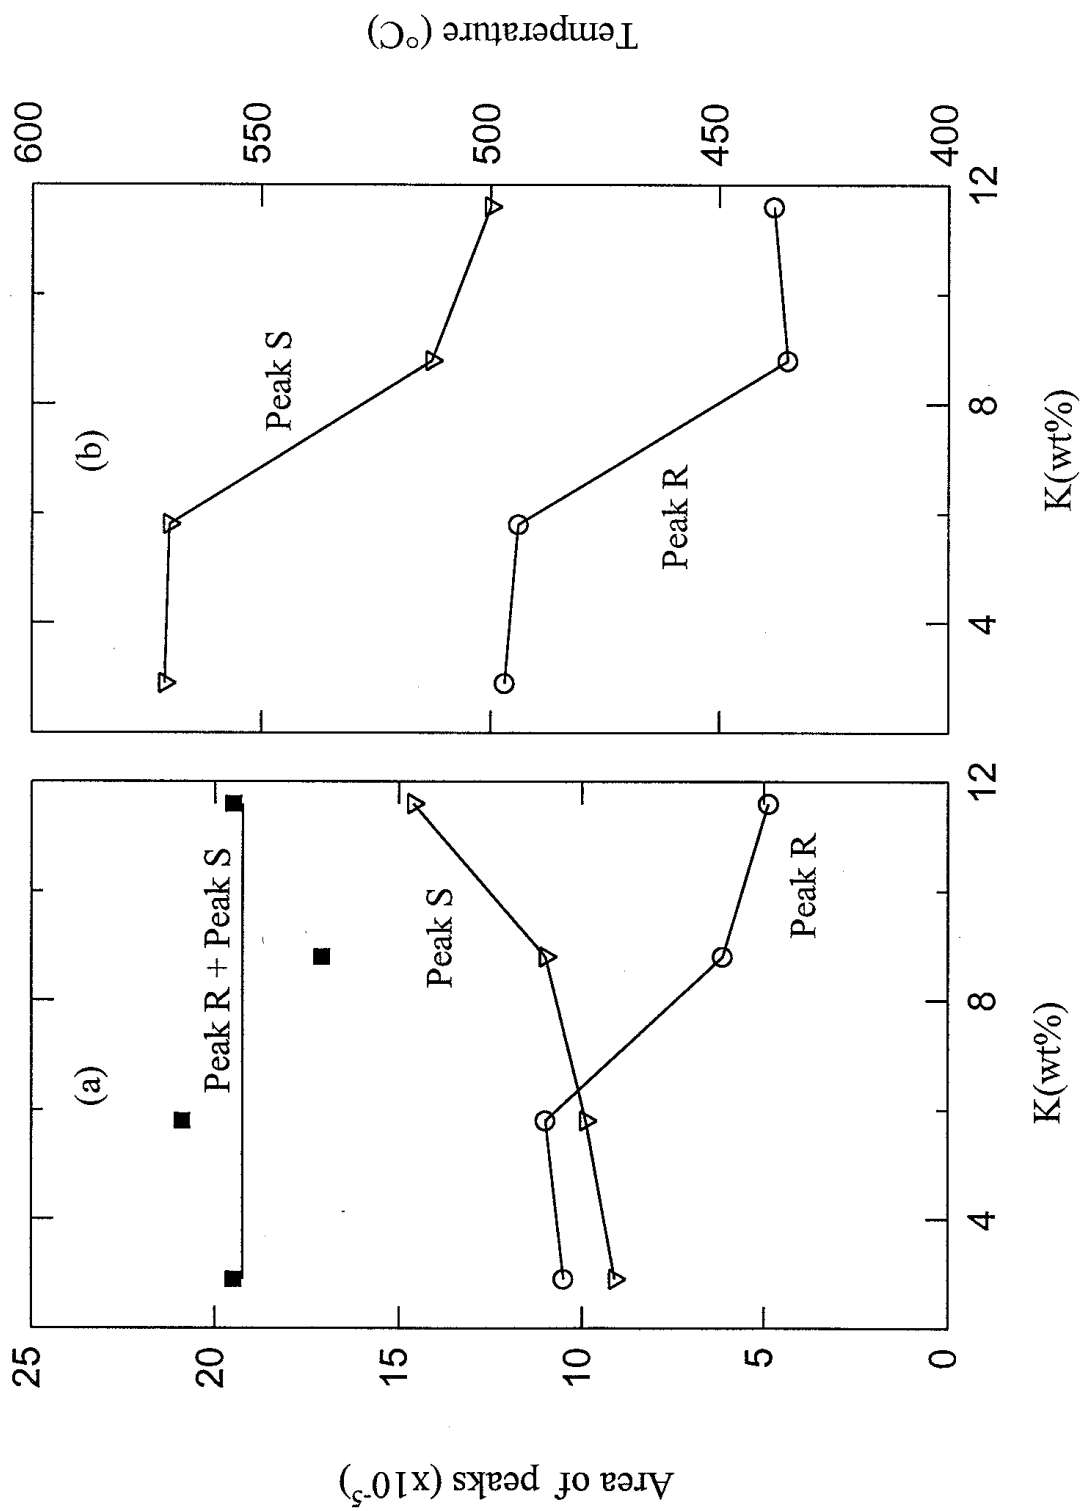 (a)
25
20
15
10
5
0
Area of peaks (x10⁻⁵)
Peak R + Peak S
Peak S
Peak R
4
8
12
K(wt%)
(b)
Peak S
Peak R
4
8
12
K(wt%)
600
550
500
450
400
Temperature (°C)